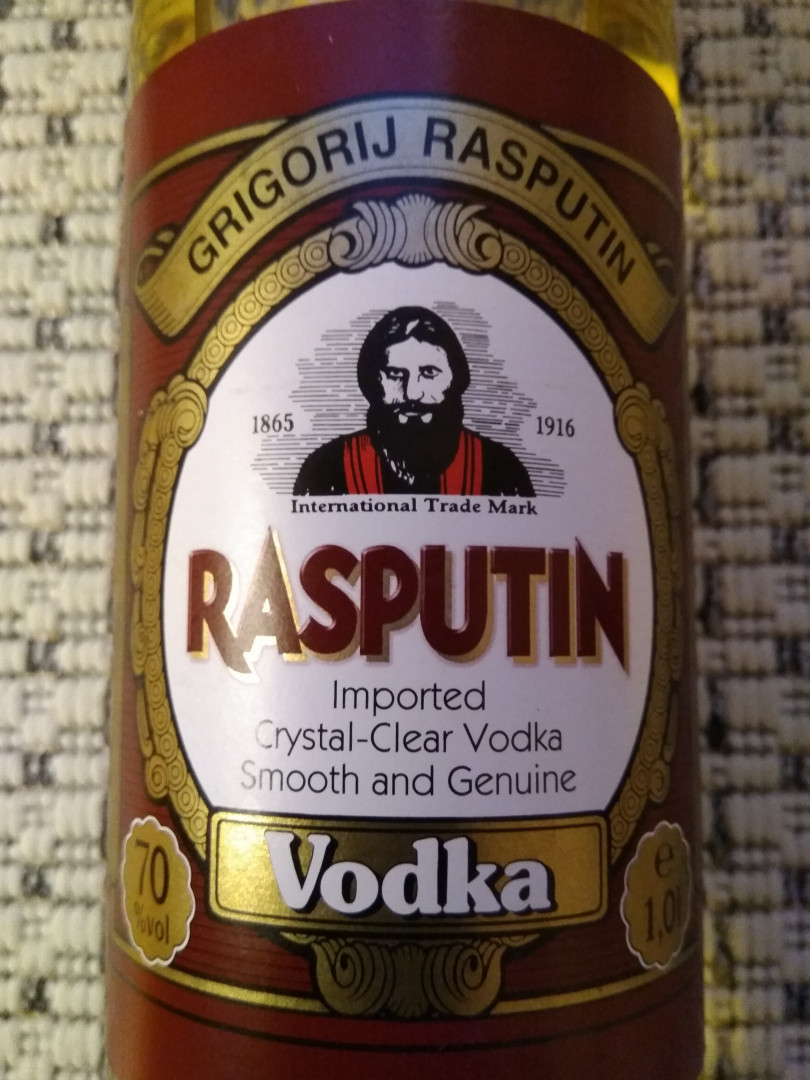 GRIGORIJ RASPUTIN
1865
1916
International Trade Mark
RASPUTIN
Imported
Crystal-Clear Vodka
Smooth and Genuine
Vodka
70
%vol
e
1,0l